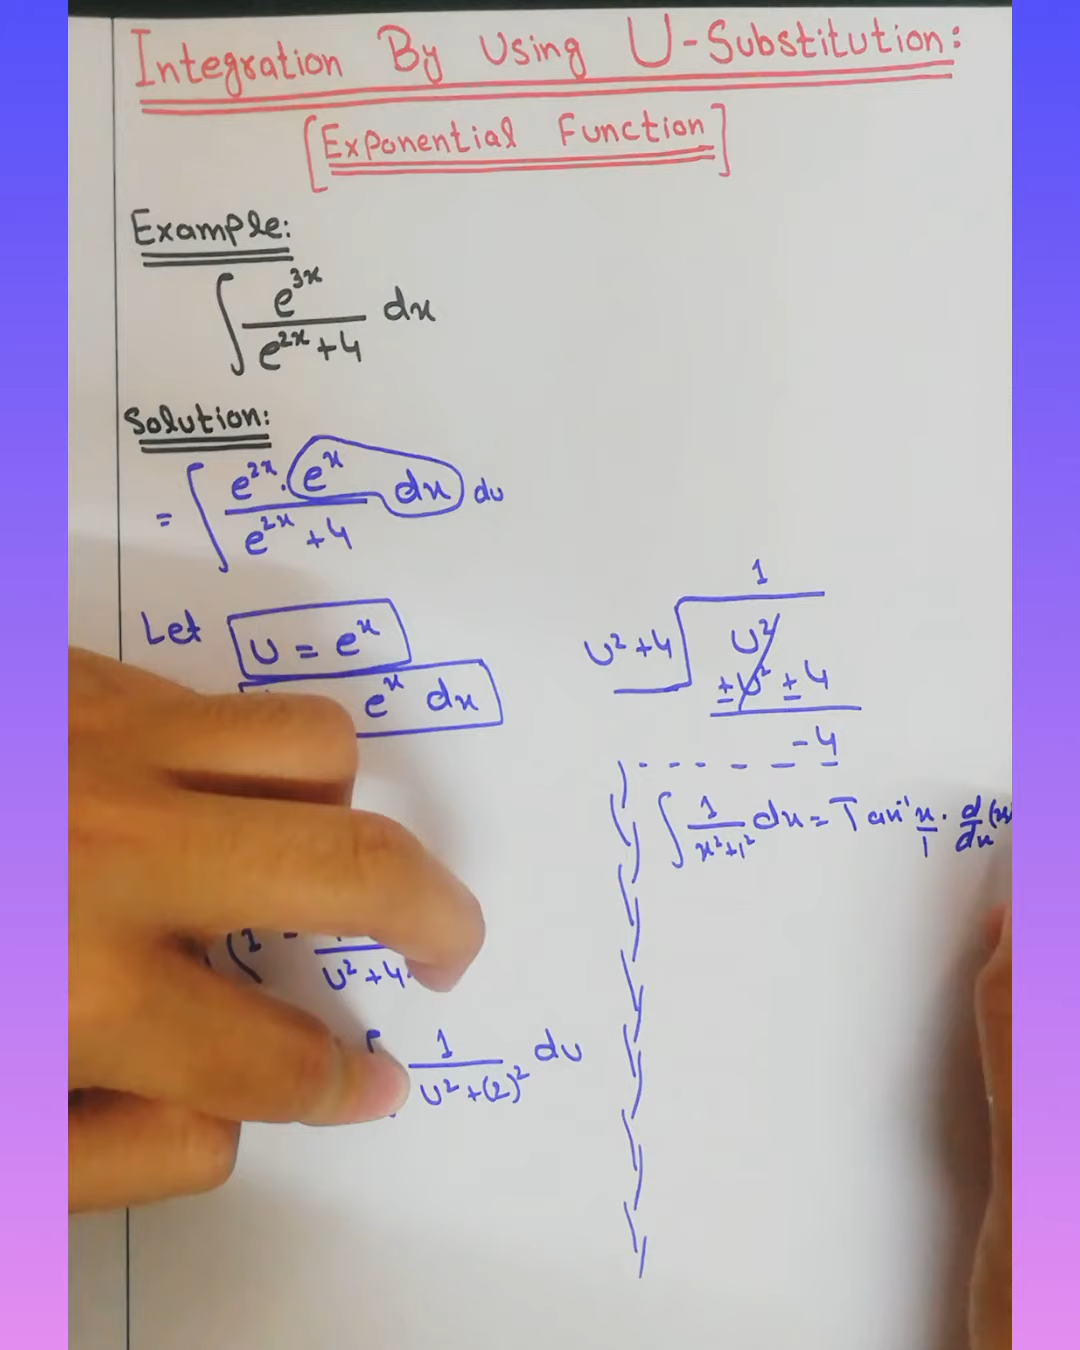 Integration By Using U-Substitution:
[Exponential Function]
Example:
∫ e^3x / e^2x+4 dx
Solution:
= ∫ e^2x . e^x / e^2x +4 dx du
Let U = e^x
e^x dx
1
U²+4 U²
±U² ± 4
-4
∫ 1 / x²+1² dx = Tan⁻¹ x/1 . d/dx (x
U²+4
∫ 1 / U²+(2)² du